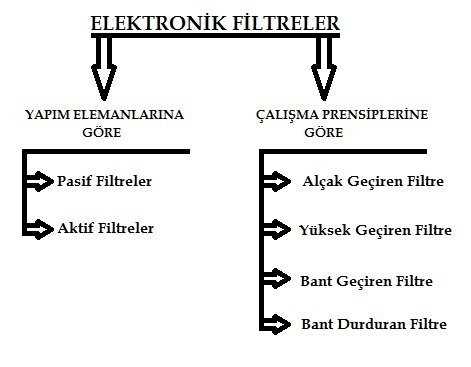 ELEKTRONİK FİLTRELER
YAPIM ELEMANLARINA
GÖRE
Pasif Filtreler
Aktif Filtreler
ÇALIŞMA PRENSİPLERİNE
GÖRE
Alçak Geçiren Filtre
Yüksek Geçiren Filtre
Bant Geçiren Filtre
Bant Durduran Filtre